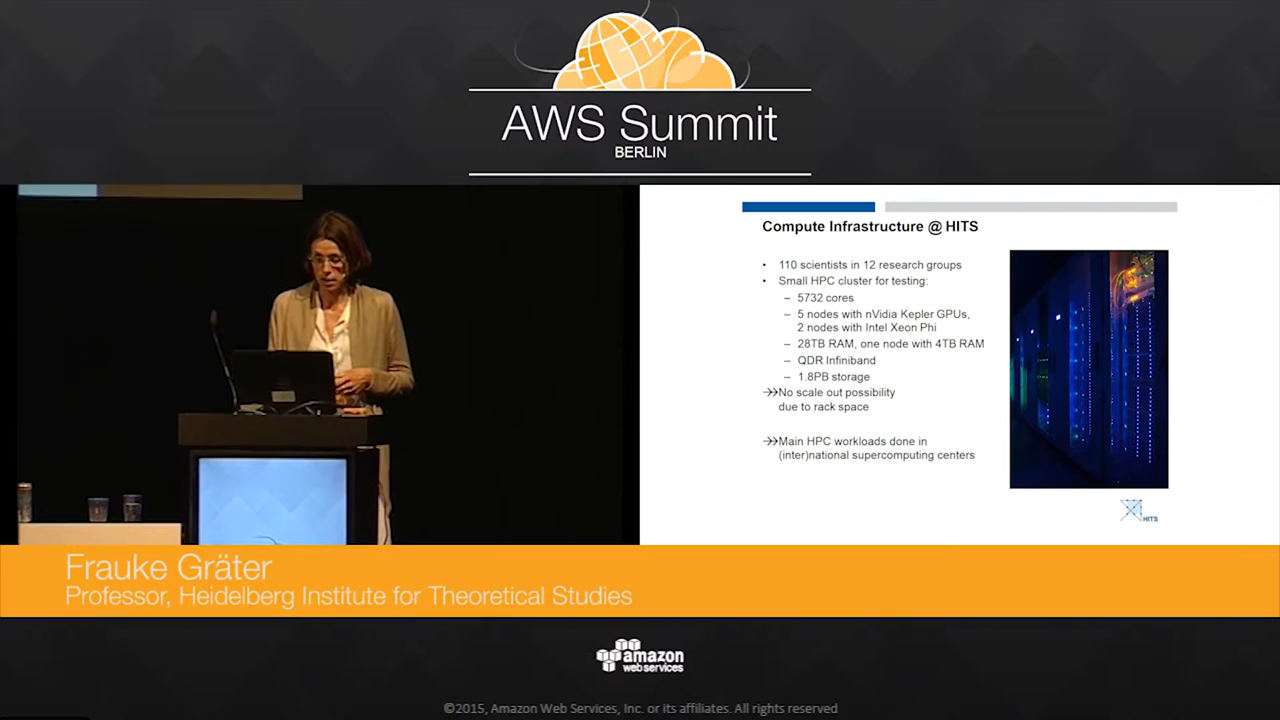 AWS Summit
BERLIN
Compute Infrastructure @ HITS
• 110 scientists in 12 research groups
• Small HPC cluster for testing:
– 5732 cores
– 5 nodes with nVidia Kepler GPUs,
2 nodes with Intel Xeon Phi
– 28TB RAM, one node with 4TB RAM
– QDR Infiniband
– 1.8PB storage
→→No scale out possibility
due to rack space
→→Main HPC workloads done in
(inter)national supercomputing centers
HITS
Frauke Gräter
Professor, Heidelberg Institute for Theoretical Studies
amazon
web services
©2015, Amazon Web Services, Inc. or its affiliates. All rights reserved